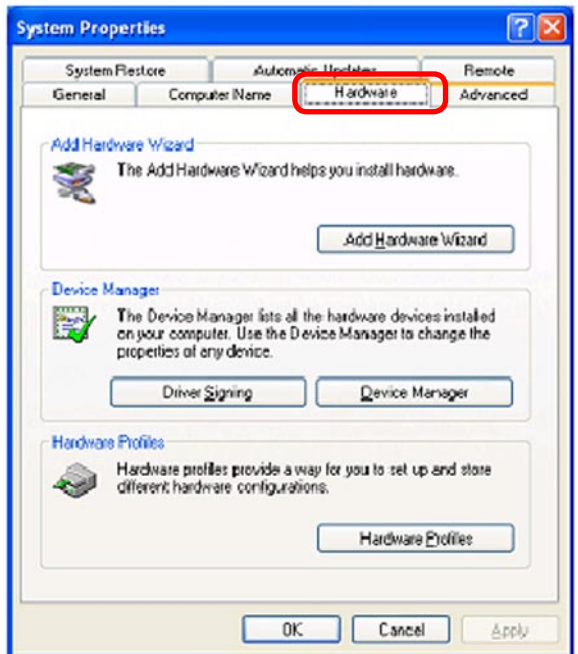 System Properties
System Restore Automatic Updates Remote
General Computer Name Hardware Advanced
Add Hardware Wizard
The Add Hardware Wizard helps you install hardware.
Add Hardware Wizard
Device Manager
The Device Manager lists all the hardware devices installed
on your computer. Use the Device Manager to change the
properties of any device.
Driver Signing Device Manager
Hardware Profiles
Hardware profiles provide a way for you to set up and store
different hardware configurations.
Hardware Profiles
OK Cancel Apply